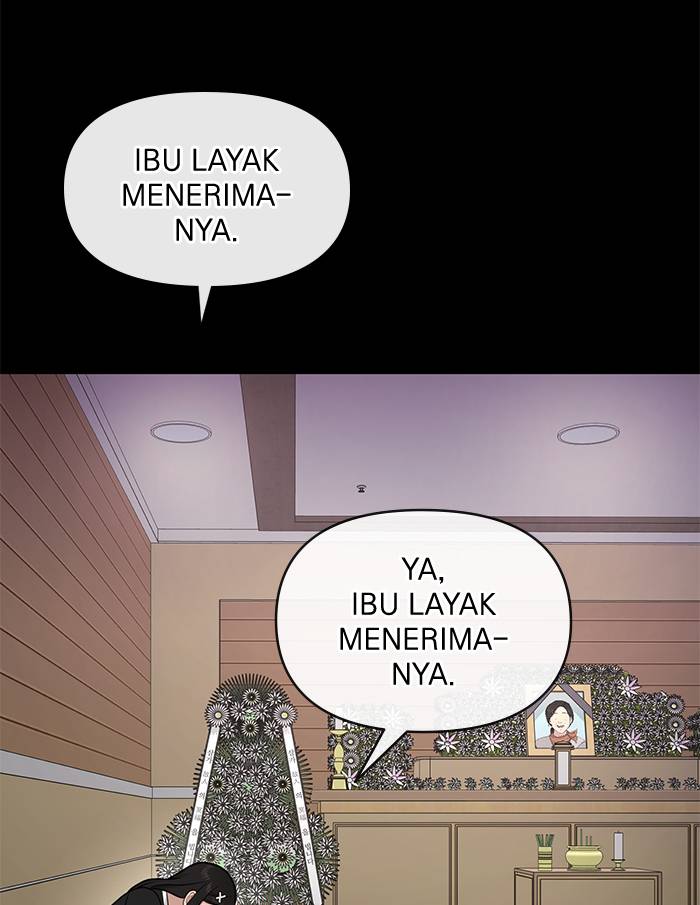 IBU LAYAK
MENERIMA-
NYA.
YA,
IBU LAYAK
MENERIMA-
NYA.